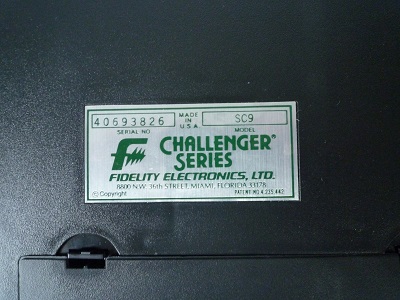 40693826 MADE IN U.S.A. SC9
SERIAL NO. MODEL
CHALLENGER®
SERIES
FIDELITY ELECTRONICS, LTD.
8800 N.W. 36th STREET, MIAMI, FLORIDA 33178
© Copyright PATENT NO. 4,235,442